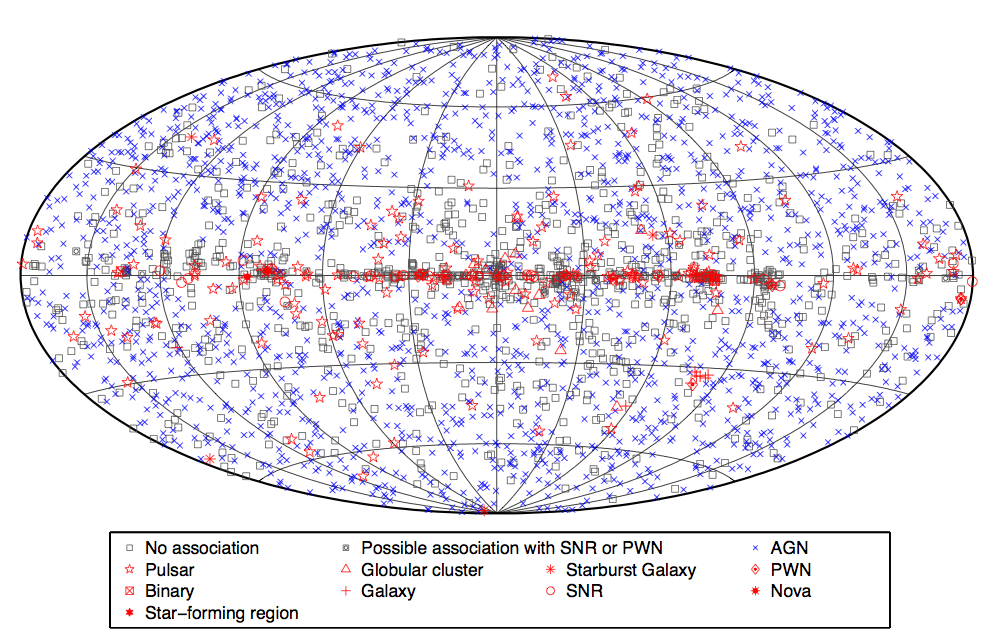 No association Possible association with SNR or PWN AGN
Pulsar Globular cluster Starburst Galaxy PWN
Binary Galaxy SNR Nova
Star−forming region